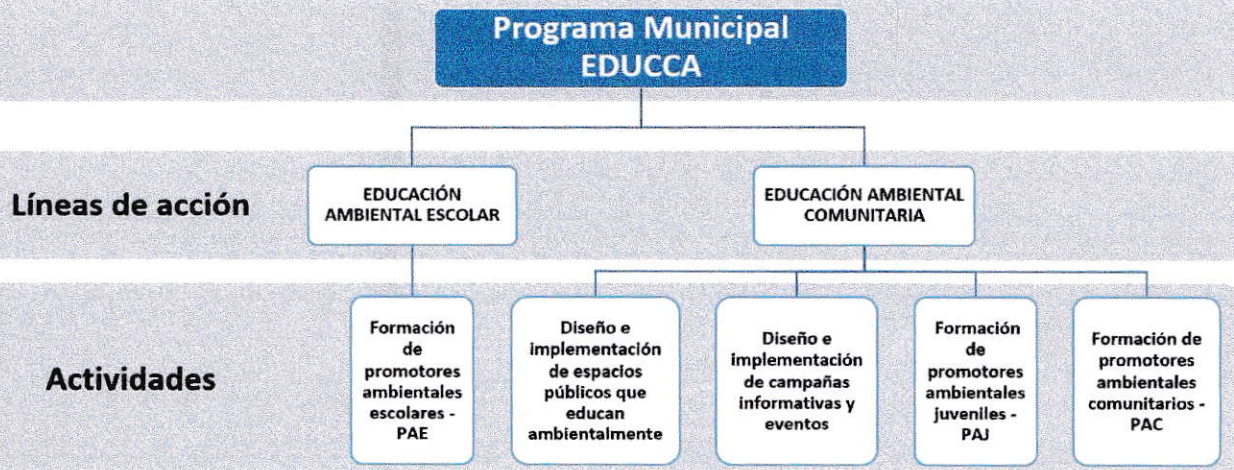 Programa Municipal
EDUCCA
Líneas de acción
EDUCACIÓN
AMBIENTAL ESCOLAR
EDUCACIÓN AMBIENTAL
COMUNITARIA
Actividades
Formación
de
promotores
ambientales
escolares -
PAE
Diseño e
implementación
de espacios
públicos que
educan
ambientalmente
Diseño e
implementación
de campañas
informativas y
eventos
Formación
de
promotores
ambientales
juveniles -
PAJ
Formación de
promotores
ambientales
comunitarios -
PAC